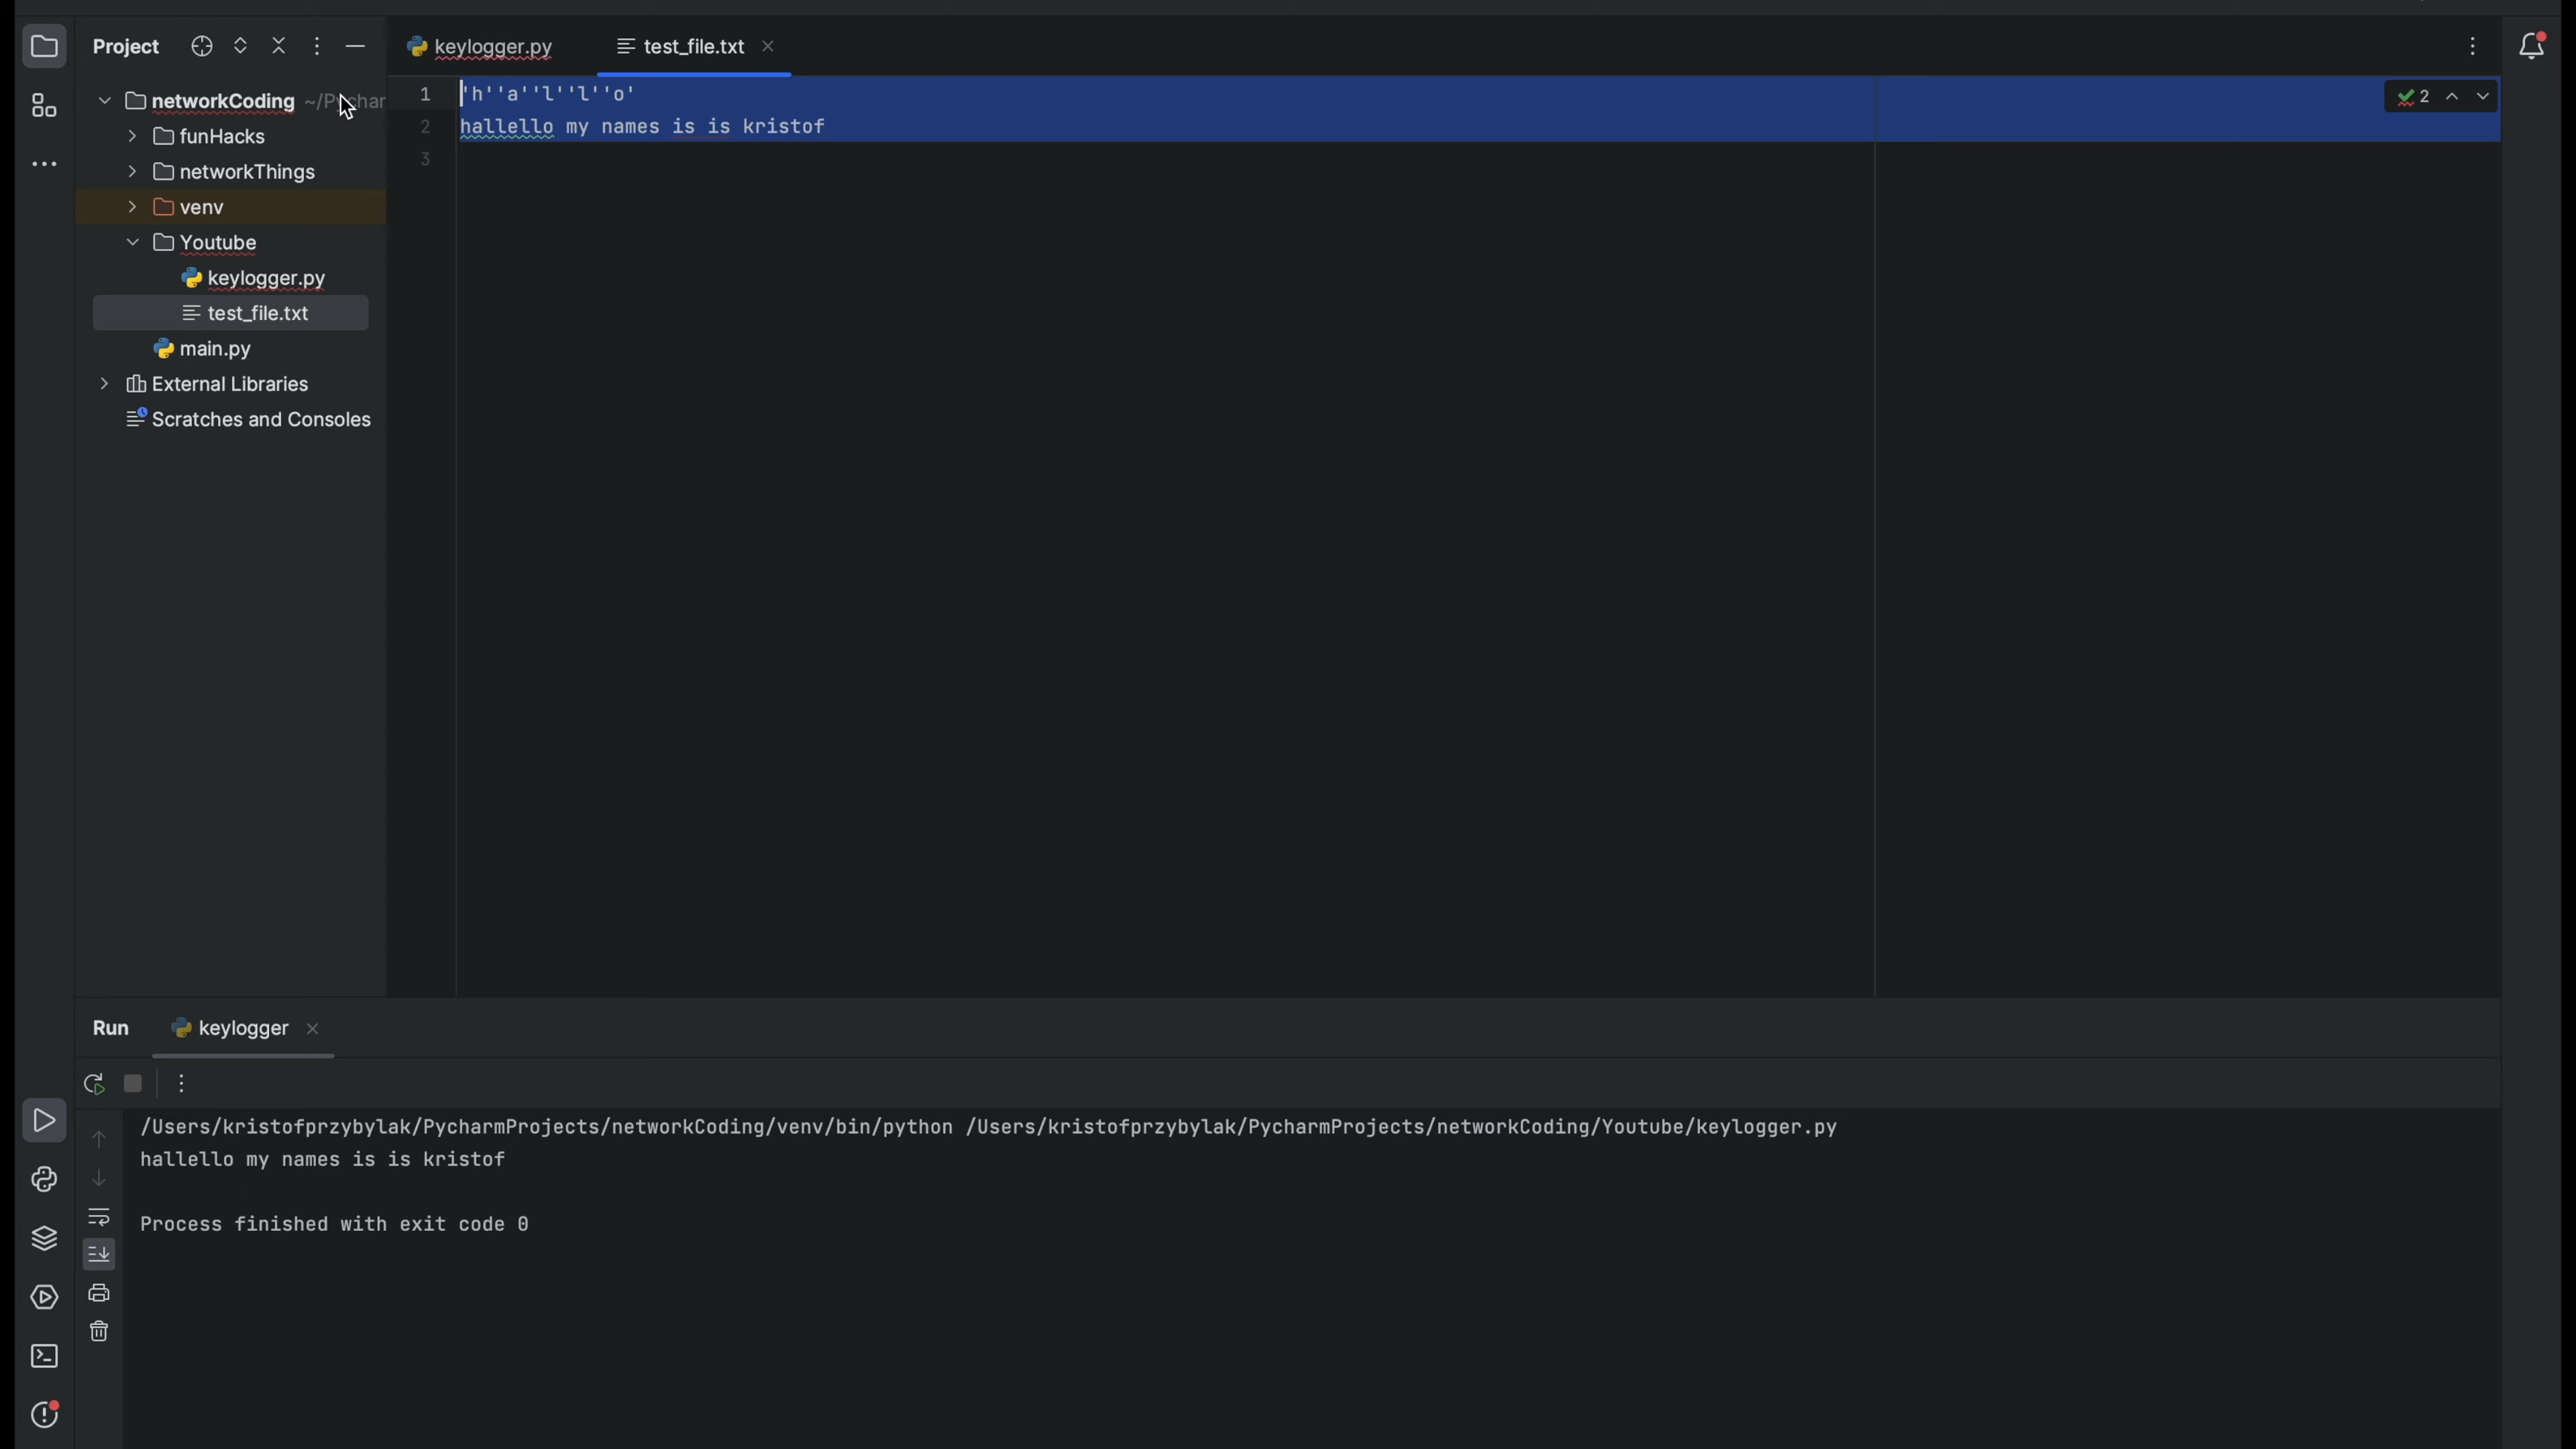 Project
keylogger.py
test_file.txt
networkCoding ~/Pychar
funHacks
networkThings
venv
Youtube
keylogger.py
test_file.txt
main.py
External Libraries
Scratches and Consoles
1 'h''a''l''l''o'
2 hallello my names is is kristof
3
2
Run
keylogger
/Users/kristofprzybylak/PycharmProjects/networkCoding/venv/bin/python /Users/kristofprzybylak/PycharmProjects/networkCoding/Youtube/keylogger.py
hallello my names is is kristof
Process finished with exit code 0